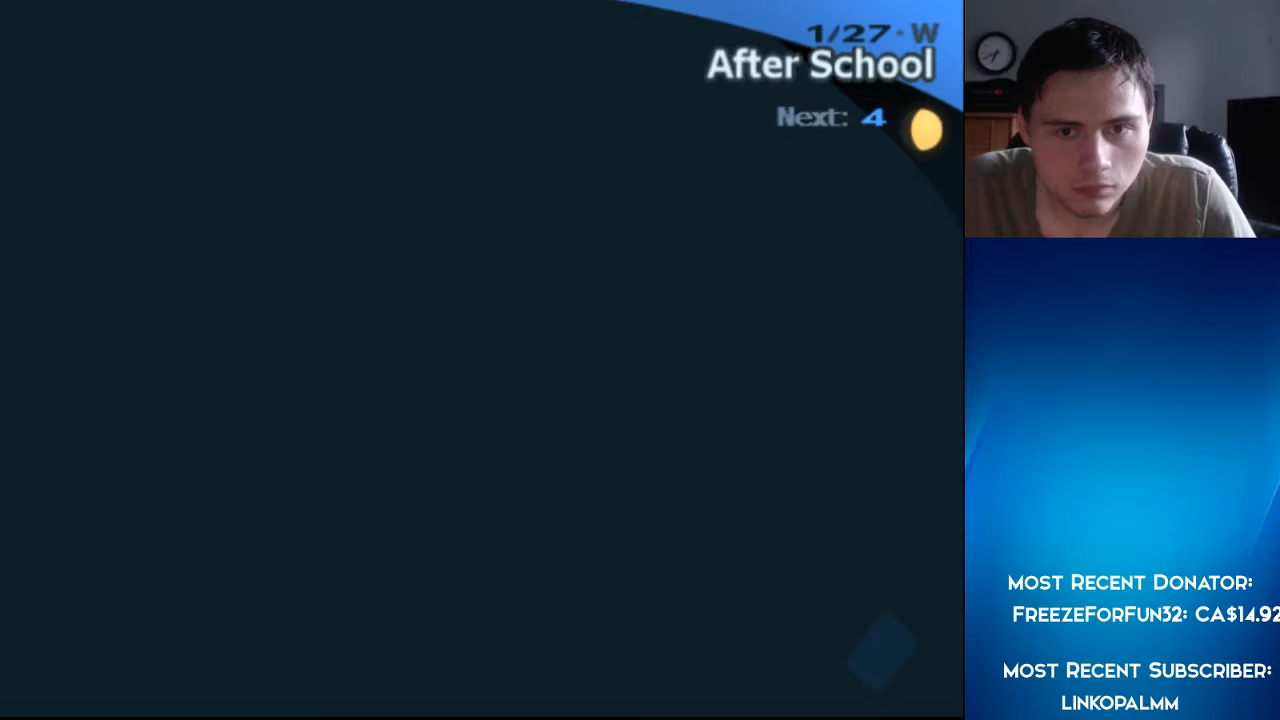 1/27 · W
After School
Next: 4
Most Recent Donator:
FreezeForFun32: CA$14.92
Most Recent Subscriber:
linkopalmm